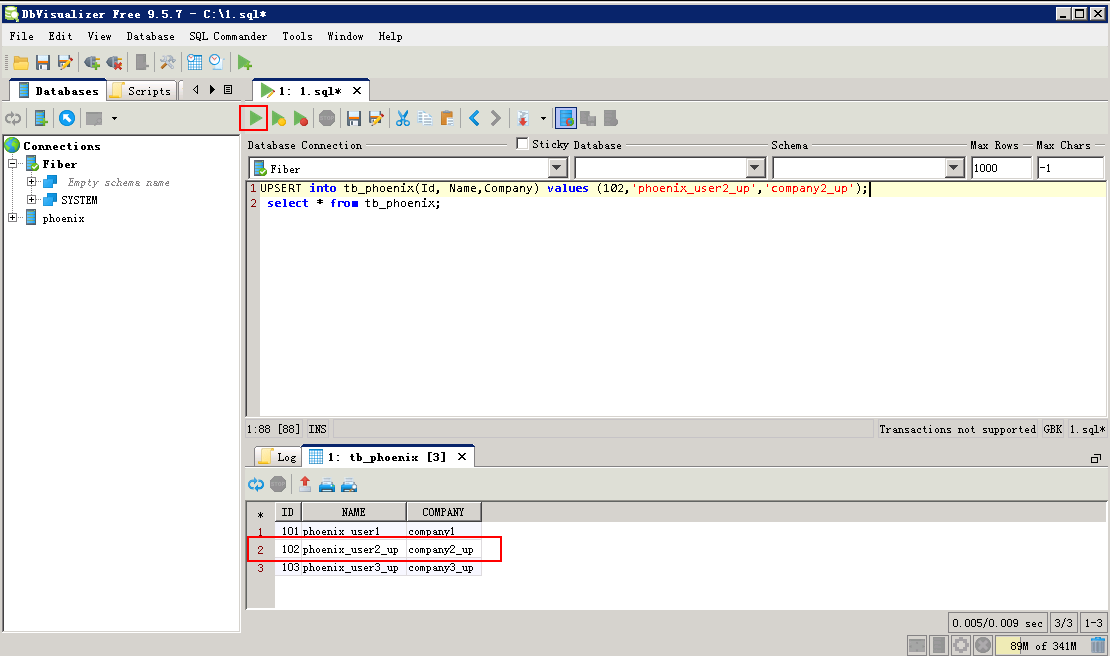 DbVisualizer Free 9.5.7 - C:\1.sql*
File Edit View Database SQL Commander Tools Window Help
Databases Scripts 1: 1.sql*
Database Connection Sticky Database Schema Max Rows Max Chars
Fiber 1000 -1
Connections
Fiber
Empty schema name
SYSTEM
phoenix
1 UPSERT into tb_phoenix(Id, Name,Company) values (102,'phoenix_user2_up','company2_up');
2 select * from tb_phoenix;
1:88 [88] INS Transactions not supported GBK 1.sql*
Log 1: tb_phoenix [3]
* ID NAME COMPANY
1 101 phoenix_user1 company1
2 102 phoenix_user2_up company2_up
3 103 phoenix_user3_up company3_up
0.005/0.009 sec 3/3 1-3
89M of 341M